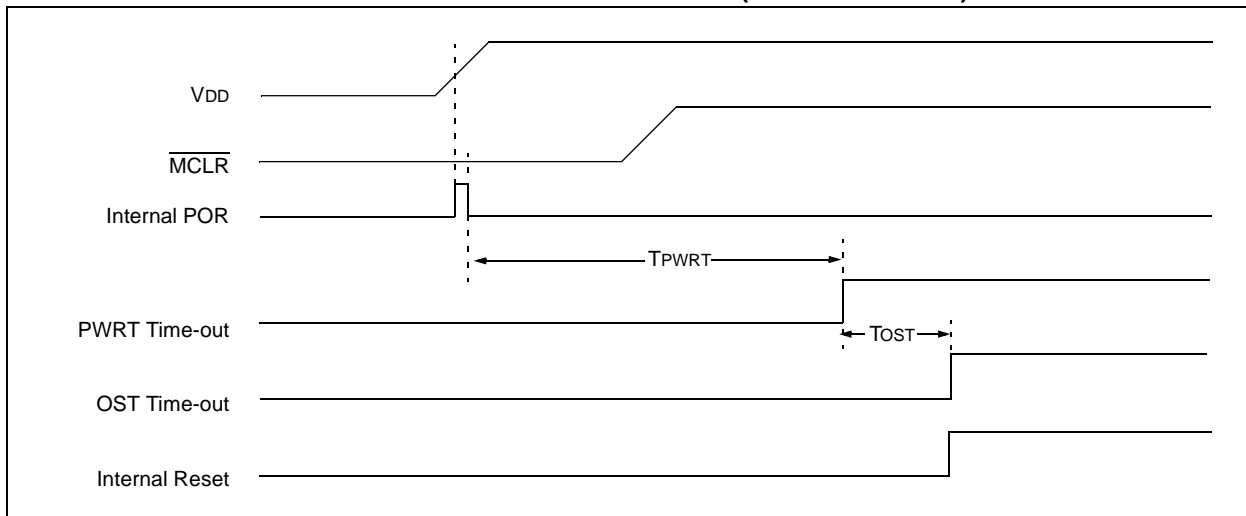 VDD
MCLR
Internal POR
TPWRT
PWRT Time-out
TOST
OST Time-out
Internal Reset